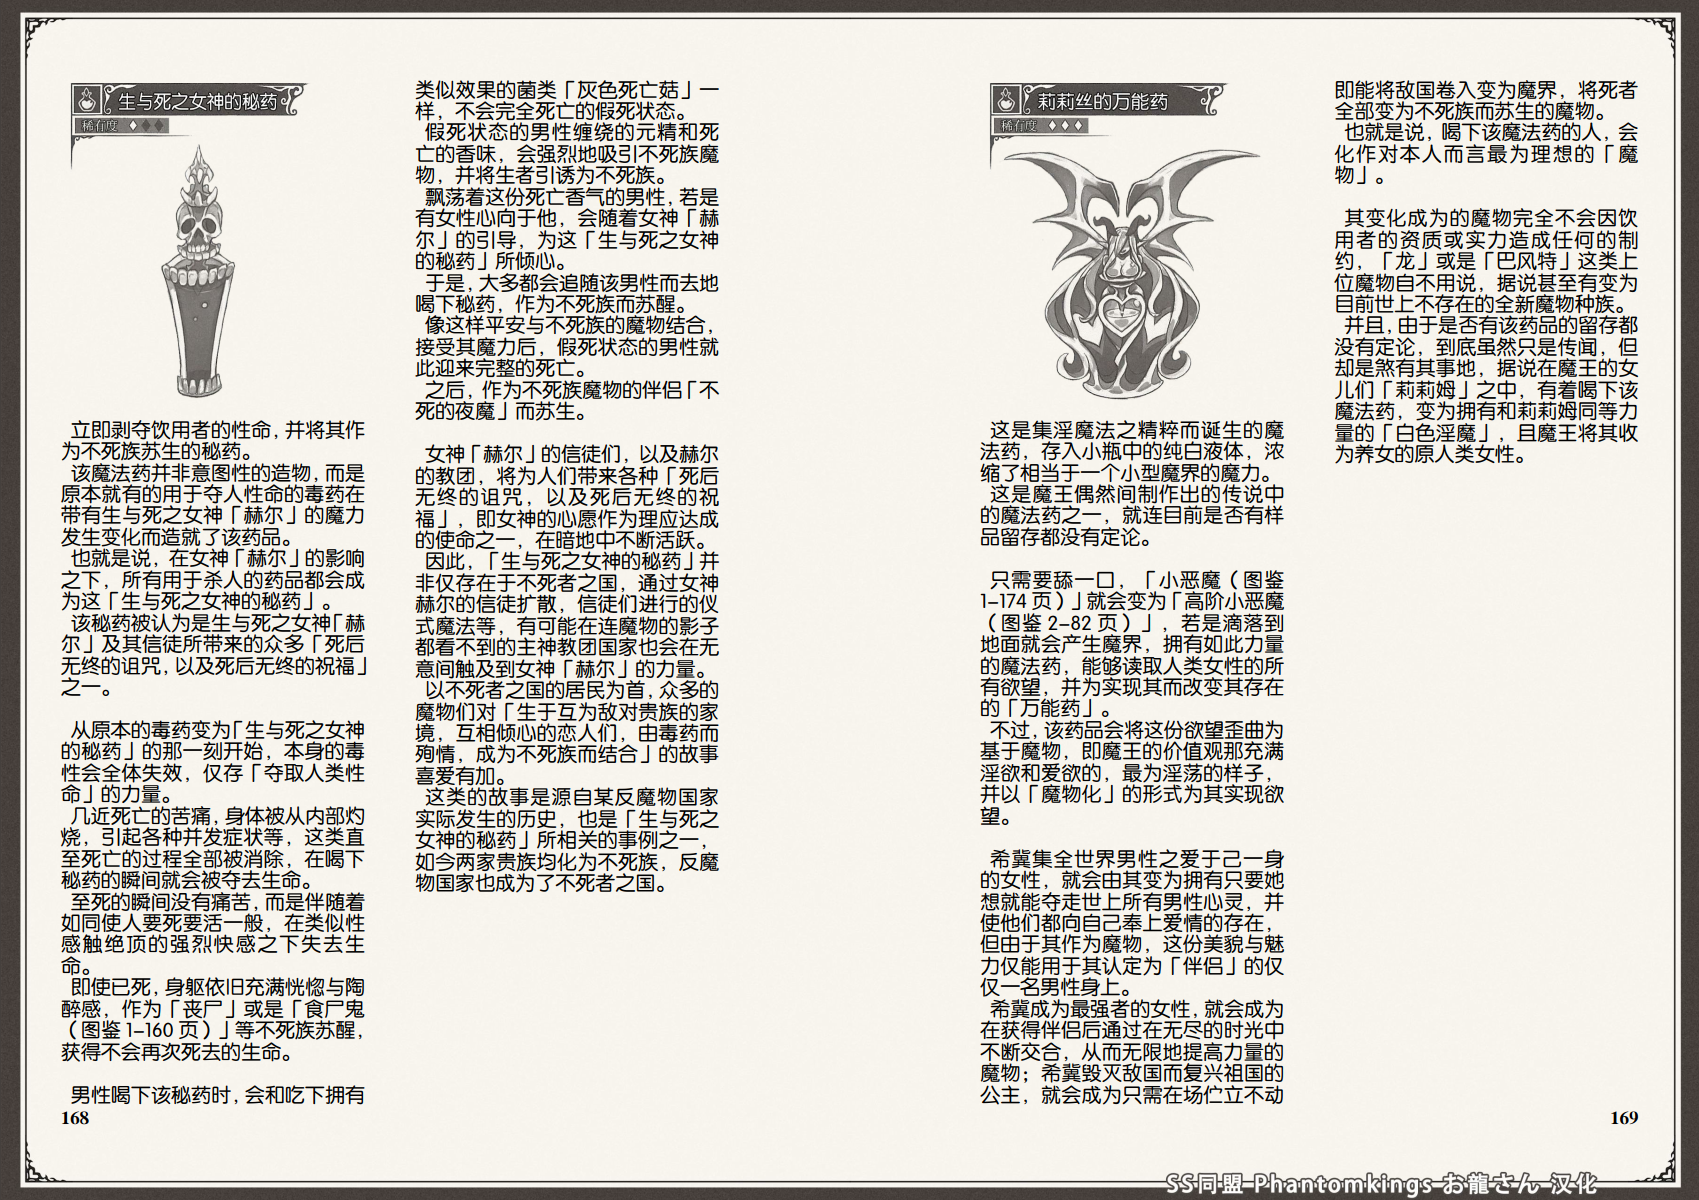 生与死之女神的秘药
稀有度
立即剥夺饮用者的性命,并将其作
为不死族苏生的秘药。
该魔法药并非意图性的造物,而是
原本就有的用于夺人性命的毒药在
带有生与死之女神「赫尔」的魔力
发生变化而造就了该药品。
也就是说，在女神「赫尔」的影响
之下，所有用于杀人的药品都会成
为这「生与死之女神的秘药」。
该秘药被认为是生与死之女神「赫
尔」及其信徒所带来的众多「死后
无终的诅咒,以及死后无终的祝福」
之一。
从原本的毒药变为「生与死之女神
的秘药」的那一刻开始，本身的毒
性会全体失效，仅存「夺取人类性
命」的力量。
几近死亡的苦痛,身体被从内部灼
烧，引起各种并发症状等，这类直
至死亡的过程全部被消除，在喝下
秘药的瞬间就会被夺去生命。
至死的瞬间没有痛苦,而是伴随着
如同使人要死要活一般，在类似性
感触绝顶的强烈快感之下失去生
命。
即使已死,身躯依旧充满恍惚与陶
醉感，作为「丧尸」或是「食尸鬼
（图鉴1-160页）」等不死族苏醒，
获得不会再次死去的生命。
男性喝下该秘药时,会和吃下拥有
168
类似效果的菌类「灰色死亡菇」一
样，不会完全死亡的假死状态。
假死状态的男性缠绕的元精和死
亡的香味，会强烈地吸引不死族魔
物，并将生者引诱为不死族。
飘荡着这份死亡香气的男性,若是
有女性心向于他，会随着女神「赫
尔」的引导，为这「生与死之女神
的秘药」所倾心。
于是,大多都会追随该男性而去地
喝下秘药，作为不死族而苏醒。
像这样平安与不死族的魔物结合，
接受其魔力后，假死状态的男性就
此迎来完整的死亡。
之后，作为不死族魔物的伴侣「不
死的夜魔」而苏生。
女神「赫尔」的信徒们，以及赫尔
的教团，将为人们带来各种「死后
无终的诅咒，以及死后无终的祝
福」，即女神的心愿作为理应达成
的使命之一，在暗地中不断活跃。
因此，「生与死之女神的秘药」并
非仅存在于不死者之国，通过女神
赫尔的信徒扩散，信徒们进行的仪
式魔法等，有可能在连魔物的影子
都看不到的主神教团国家也会在无
意间触及到女神「赫尔」的力量。
以不死者之国的居民为首,众多的
魔物们对「生于互为敌对贵族的家
境，互相倾心的恋人们，由毒药而
殉情，成为不死族而结合」的故事
喜爱有加。
这类的故事是源自某反魔物国家
实际发生的历史，也是「生与死之
女神的秘药」所相关的事例之一，
如今两家贵族均化为不死族，反魔
物国家也成为了不死者之国。
莉莉丝的万能药
稀有度
这是集淫魔法之精粹而诞生的魔
法药，存入小瓶中的纯白液体，浓
缩了相当于一个小型魔界的魔力。
这是魔王偶然间制作出的传说中
的魔法药之一，就连目前是否有样
品留存都没有定论。
只需要舔一口，「小恶魔（图鉴
1-174页）」就会变为「高阶小恶魔
（图鉴2-82页）」，若是滴落到
地面就会产生魔界，拥有如此力量
的魔法药，能够读取人类女性的所
有欲望，并为实现其而改变其存在
的「万能药」。
不过,该药品会将这份欲望歪曲为
基于魔物，即魔王的价值观那充满
淫欲和爱欲的，最为淫荡的样子，
并以「魔物化」的形式为其实现欲
望。
希冀集全世界男性之爱于己一身
的女性，就会由其变为拥有只要她
想就能夺走世上所有男性心灵，并
使他们都向自己奉上爱情的存在，
但由于其作为魔物，这份美貌与魅
力仅能用于其认定为「伴侣」的仅
仅一名男性身上。
希冀成为最强者的女性,就会成为
在获得伴侣后通过在无尽的时光中
不断交合，从而无限地提高力量的
魔物；希冀毁灭敌国而复兴祖国的
公主，就会成为只需在场伫立不动
即能将敌国卷入变为魔界，将死者
全部变为不死族而苏生的魔物。
也就是说,喝下该魔法药的人,会
化作对本人而言最为理想的「魔
物」。
其变化成为的魔物完全不会因饮
用者的资质或实力造成任何的制
约，「龙」或是「巴风特」这类上
位魔物自不用说，据说甚至有变为
目前世上不存在的全新魔物种族。
并且,由于是否有该药品的留存都
没有定论，到底虽然只是传闻，但
却是煞有其事地，据说在魔王的女
儿们「莉莉姆」之中，有着喝下该
魔法药，变为拥有和莉莉姆同等力
量的「白色淫魔」，且魔王将其收
为养女的原人类女性。
169
SS同盟 Phantomkings お龍さん 汉化